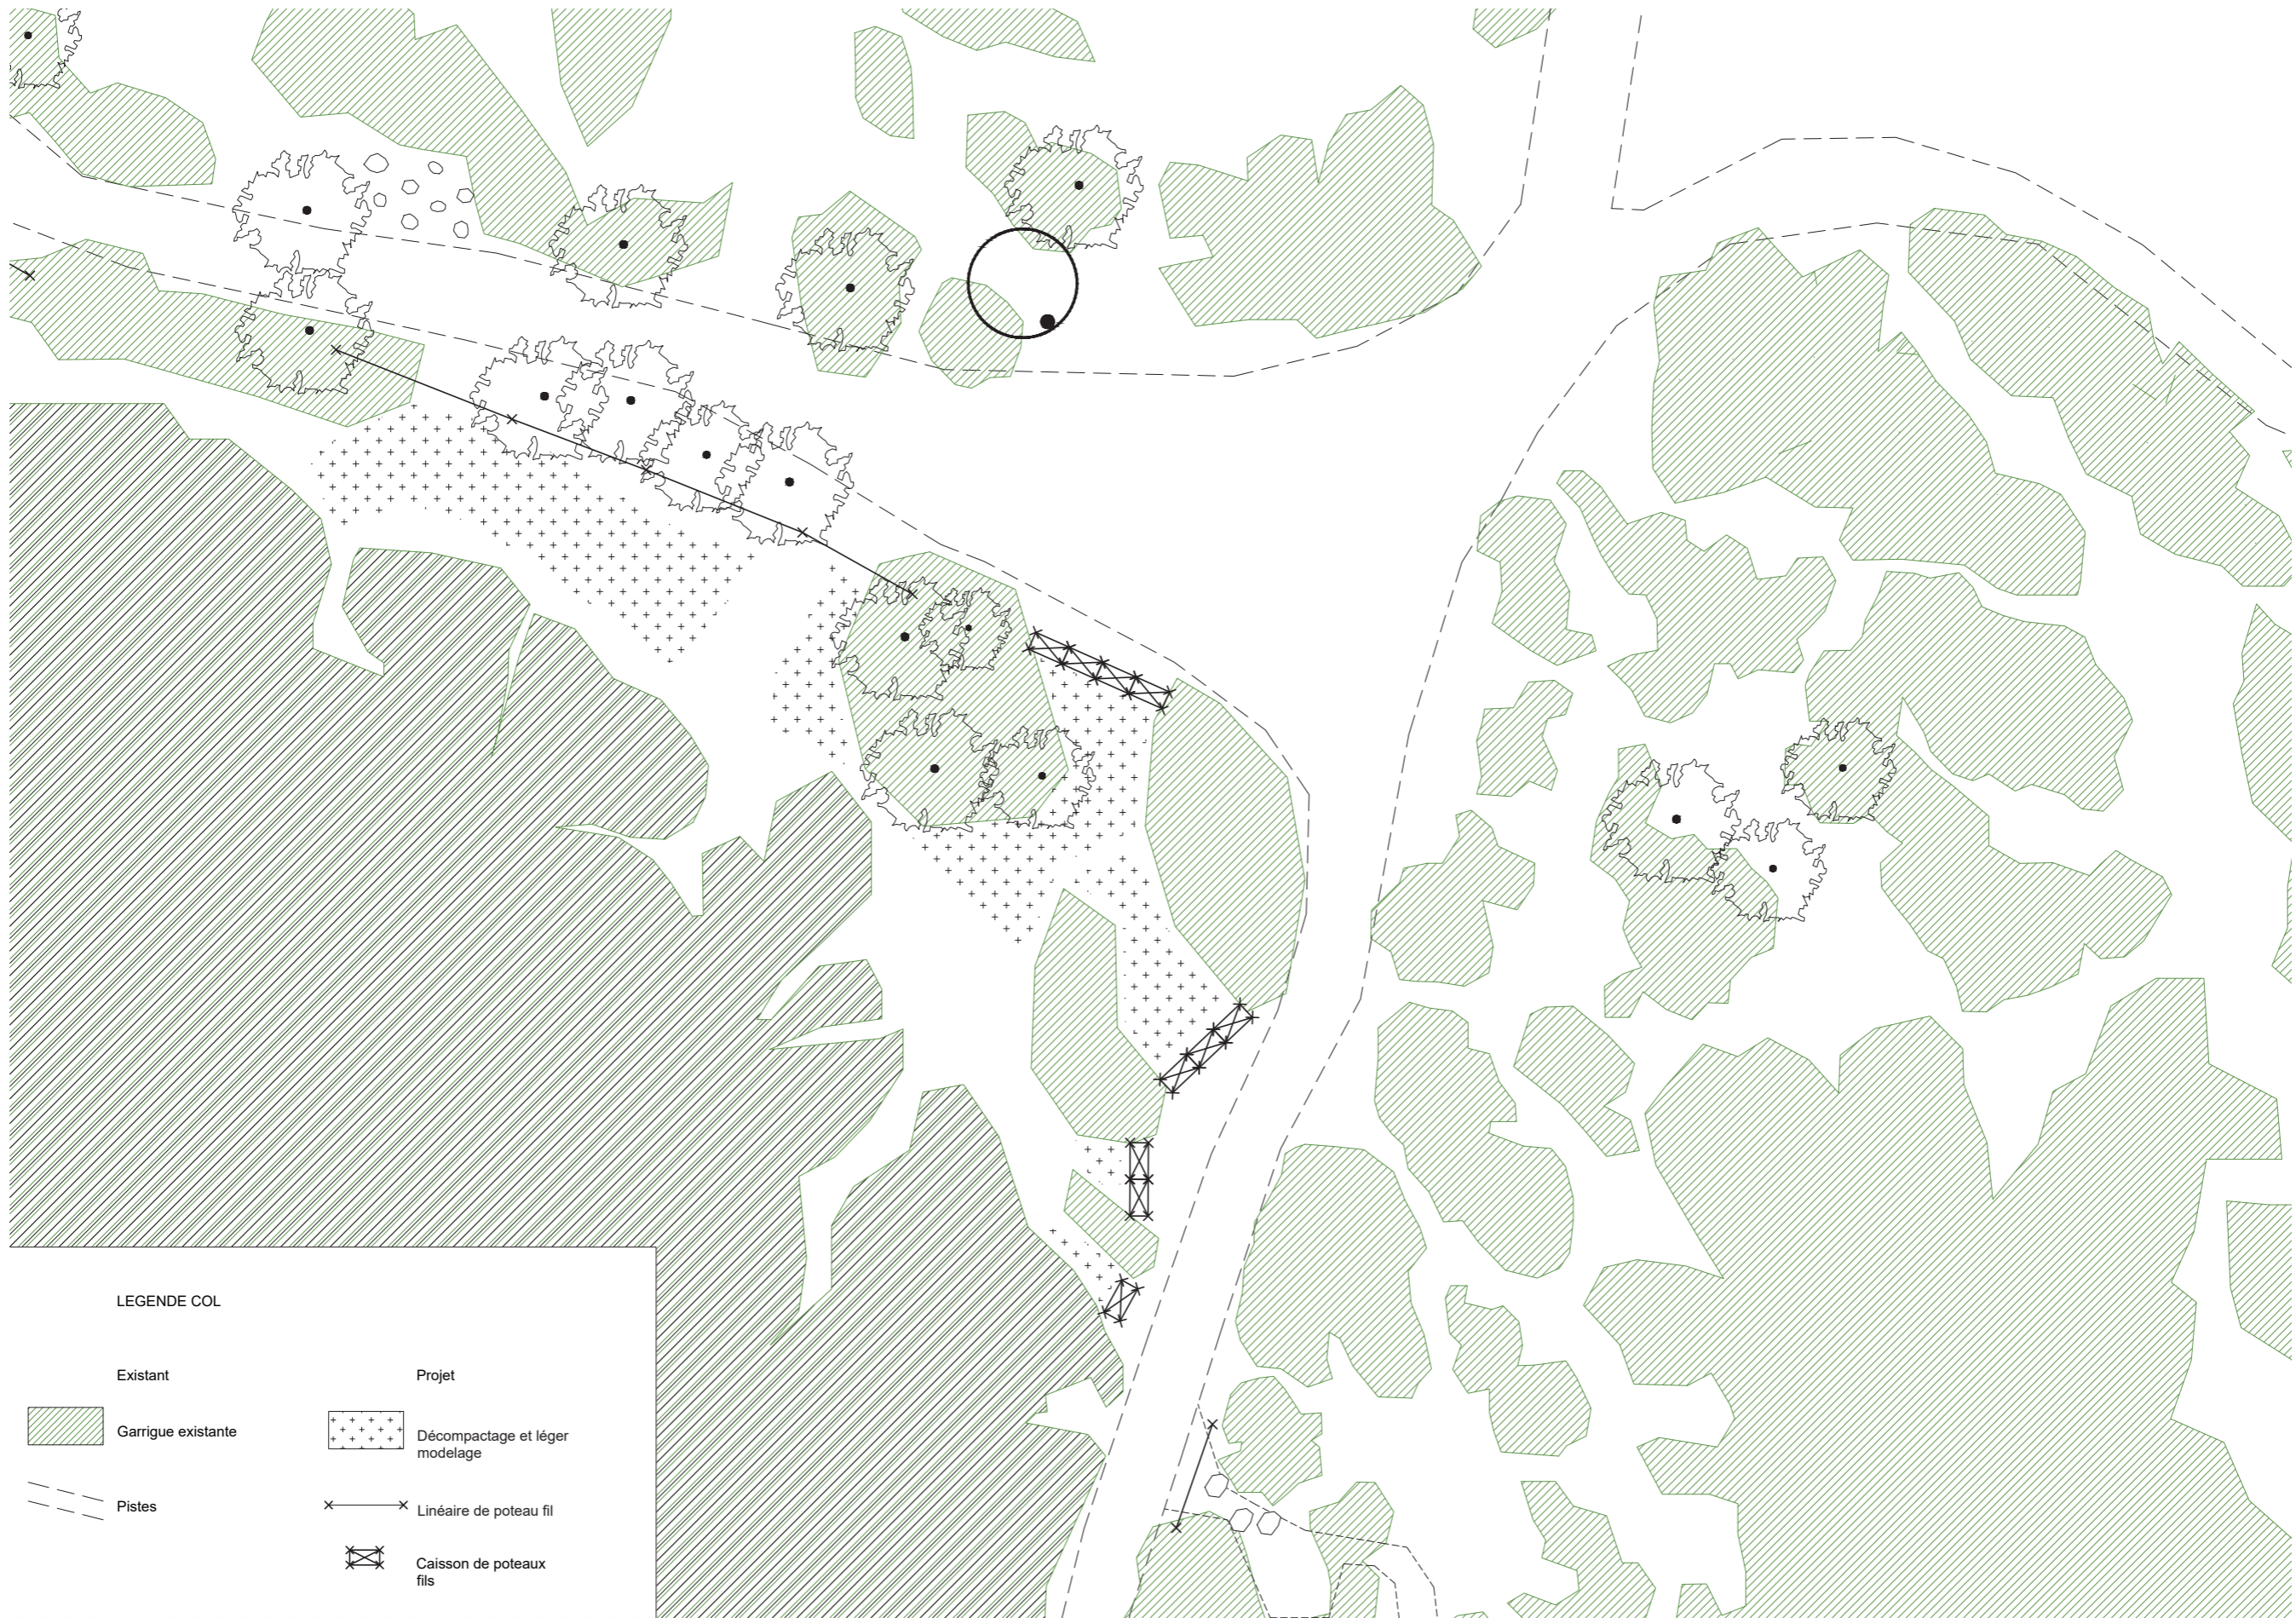 LEGENDE COL
Existant
Projet
Garrigue existante
Décompactage et léger
modelage
Pistes
Linéaire de poteau fil
Caisson de poteaux
fils